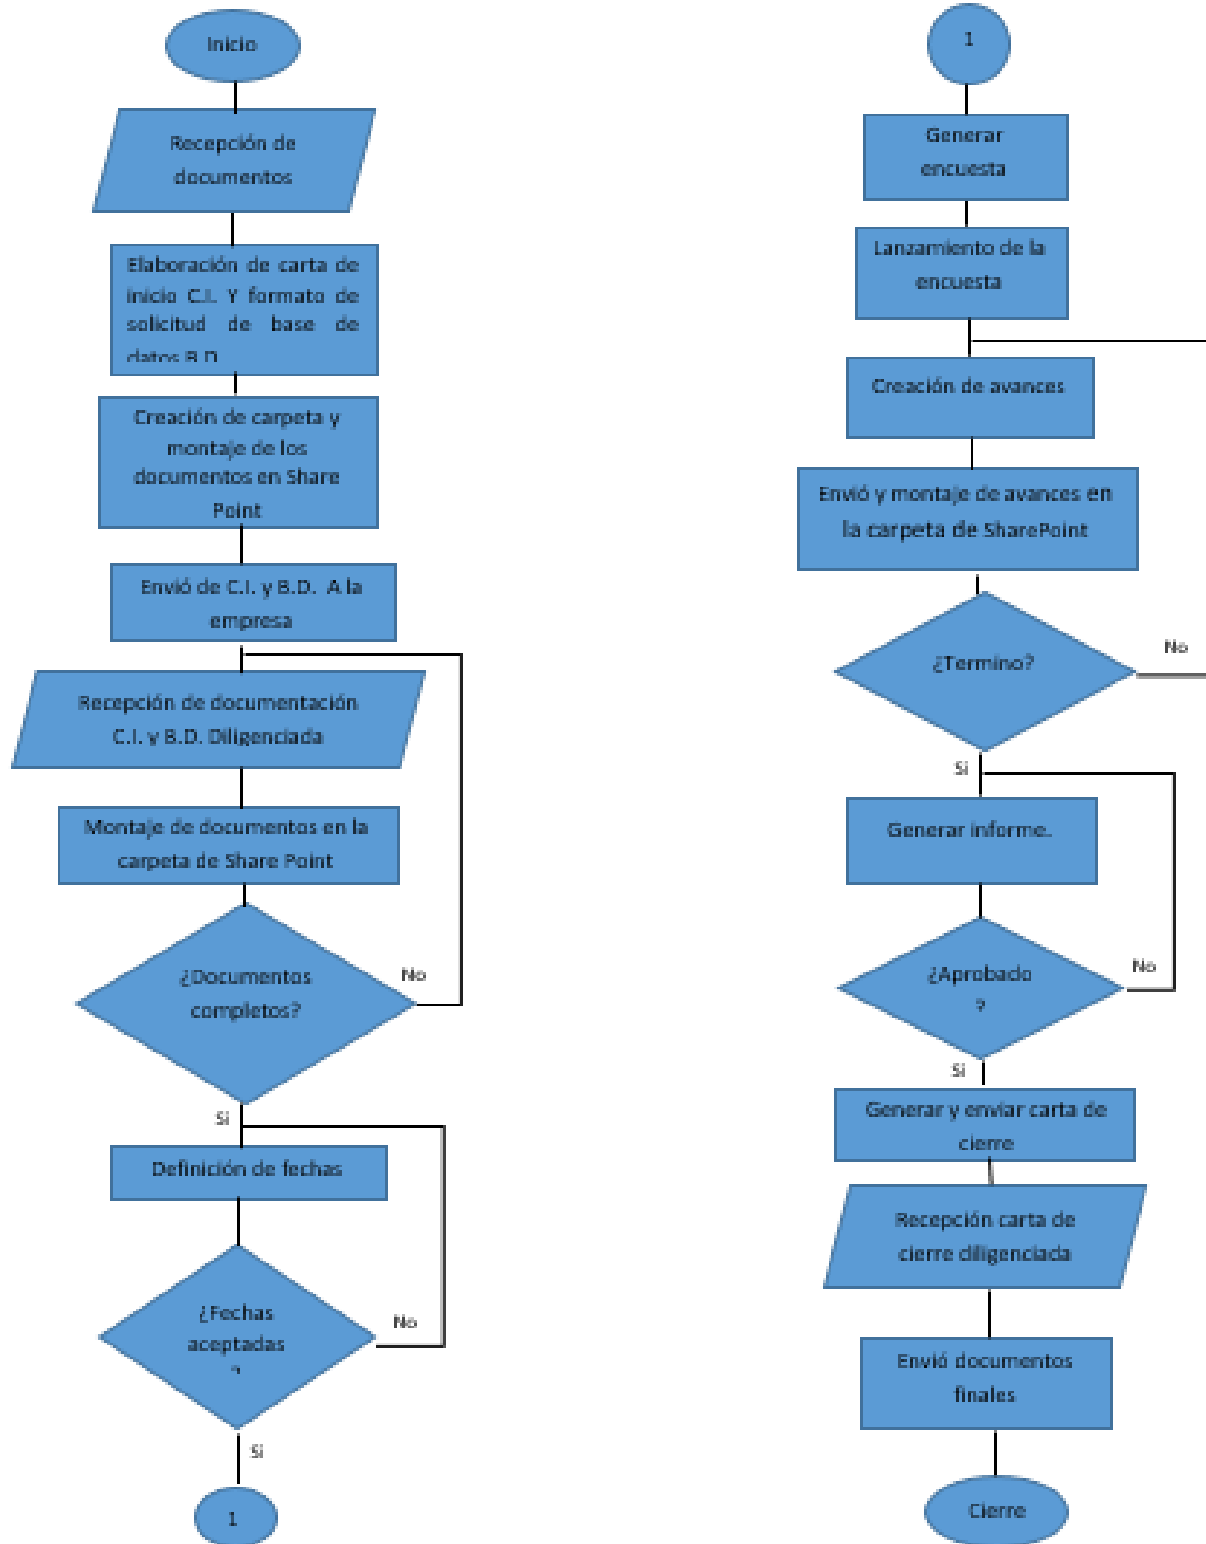 Inicio
Recepción de
documentos
Elaboración de carta de
inicio C.I. Y formato de
solicitud de base de
datos B.D
Creación de carpeta y
montaje de los
documentos en Share
Point
Envió de C.I. y B.D. A la
empresa
Recepción de documentación
C.I. y B.D. Diligenciada
Montaje de documentos en la
carpeta de Share Point
¿Documentos
completos?
No
Si
Definición de fechas
¿Fechas
aceptadas
?
No
Si
1
1
Generar
encuesta
Lanzamiento de la
encuesta
Creación de avances
Envió y montaje de avances en
la carpeta de SharePoint
¿Termino?
No
Si
Generar informe.
¿Aprobado
?
No
Si
Generar y enviar carta de
cierre
Recepción carta de
cierre diligenciada
Envió documentos
finales
Cierre